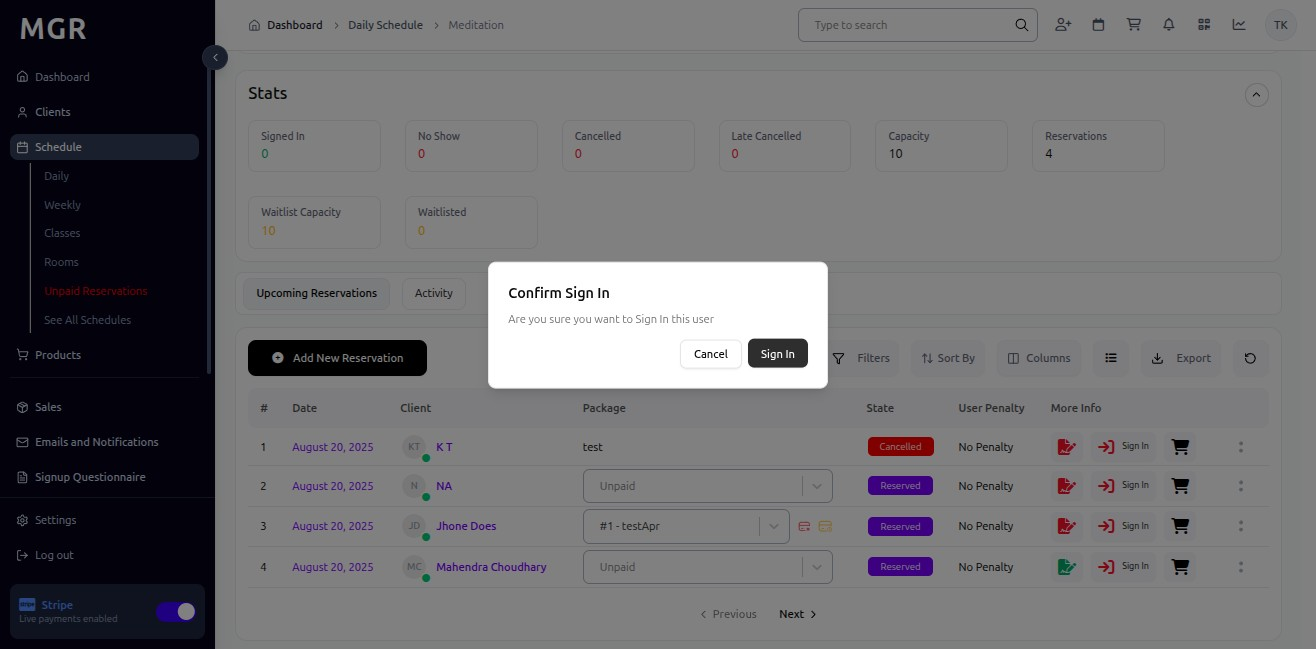 MGR
Dashboard
Clients
Schedule
Daily
Weekly
Classes
Rooms
Unpaid Reservations
See All Schedules
Products
Sales
Emails and Notifications
Signup Questionnaire
Settings
Log out
Stripe
Live payments enabled
Dashboard > Daily Schedule > Meditation
Type to search
TK
Stats
Signed In
0
No Show
0
Cancelled
0
Late Cancelled
0
Capacity
10
Reservations
4
Waitlist Capacity
10
Waitlisted
0
Upcoming Reservations
Activity
Confirm Sign In
Are you sure you want to Sign In this user
Cancel
Sign In
Add New Reservation
Filters
Sort By
Columns
Export
# Date Client Package State User Penalty More Info
1 August 20, 2025 KT K T test Cancelled No Penalty Sign In
2 August 20, 2025 N NA Unpaid Reserved No Penalty Sign In
3 August 20, 2025 JD Jhone Does #1 - testApr Reserved No Penalty Sign In
4 August 20, 2025 MC Mahendra Choudhary Unpaid Reserved No Penalty Sign In
< Previous Next >